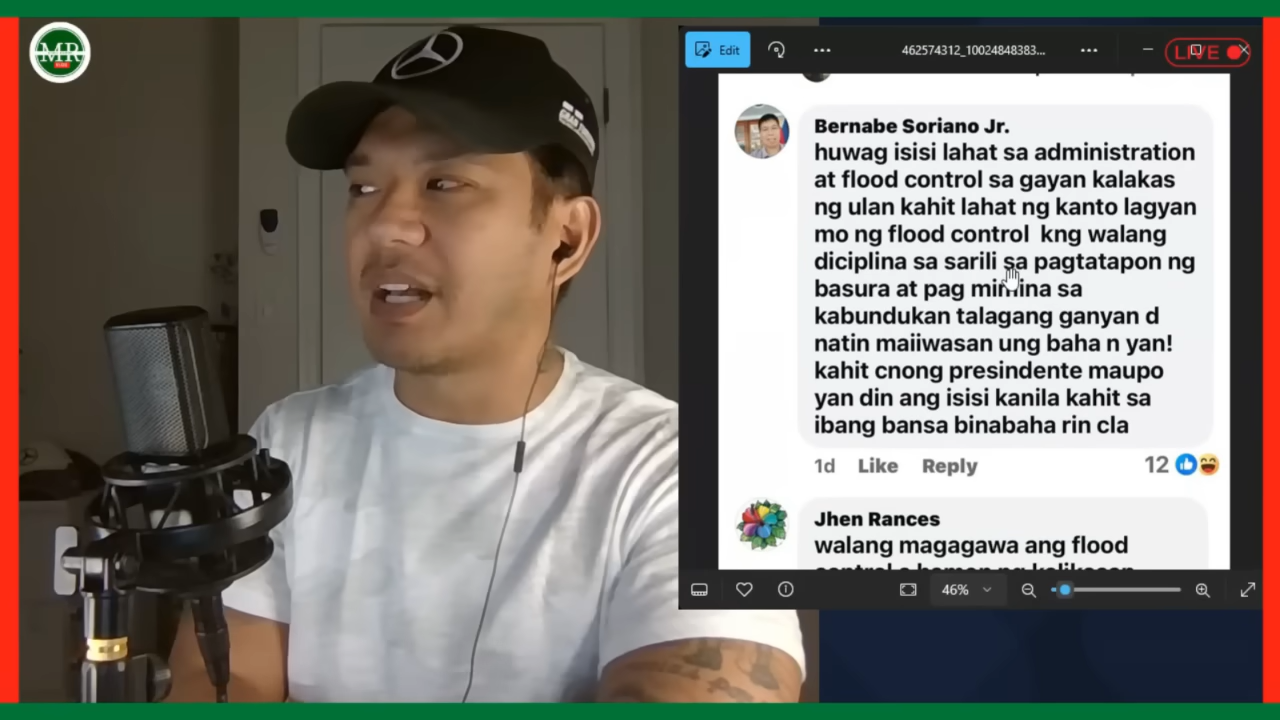 MR
Edit
462574312_10024848383...
LIVE
Bernabe Soriano Jr.
huwag isisi lahat sa administration
at flood control sa gayan kalakas
ng ulan kahit lahat ng kanto lagyan
mo ng flood control kng walang
diciplina sa sarili sa pagtatapon ng
basura at pag mimina sa
kabundukan talagang ganyan d
natin maiiwasan ung baha n yan!
kahit cnong presindente maupo
yan din ang isisi kanila kahit sa
ibang bansa binabaha rin cla
1d Like Reply 12
Jhen Rances
walang magagawa ang flood
46%